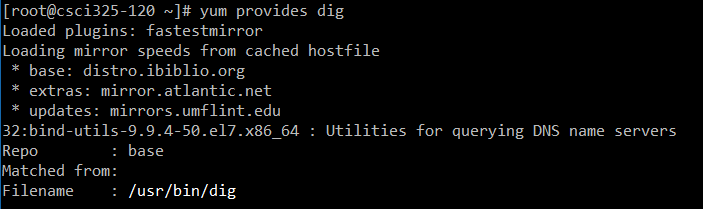 [root@csci325-120 ~]# yum provides dig
Loaded plugins: fastestmirror
Loading mirror speeds from cached hostfile
 * base: distro.ibiblio.org
 * extras: mirror.atlantic.net
 * updates: mirrors.umflint.edu
32:bind-utils-9.9.4-50.el7.x86_64 : Utilities for querying DNS name servers
Repo        : base
Matched from:
Filename    : /usr/bin/dig